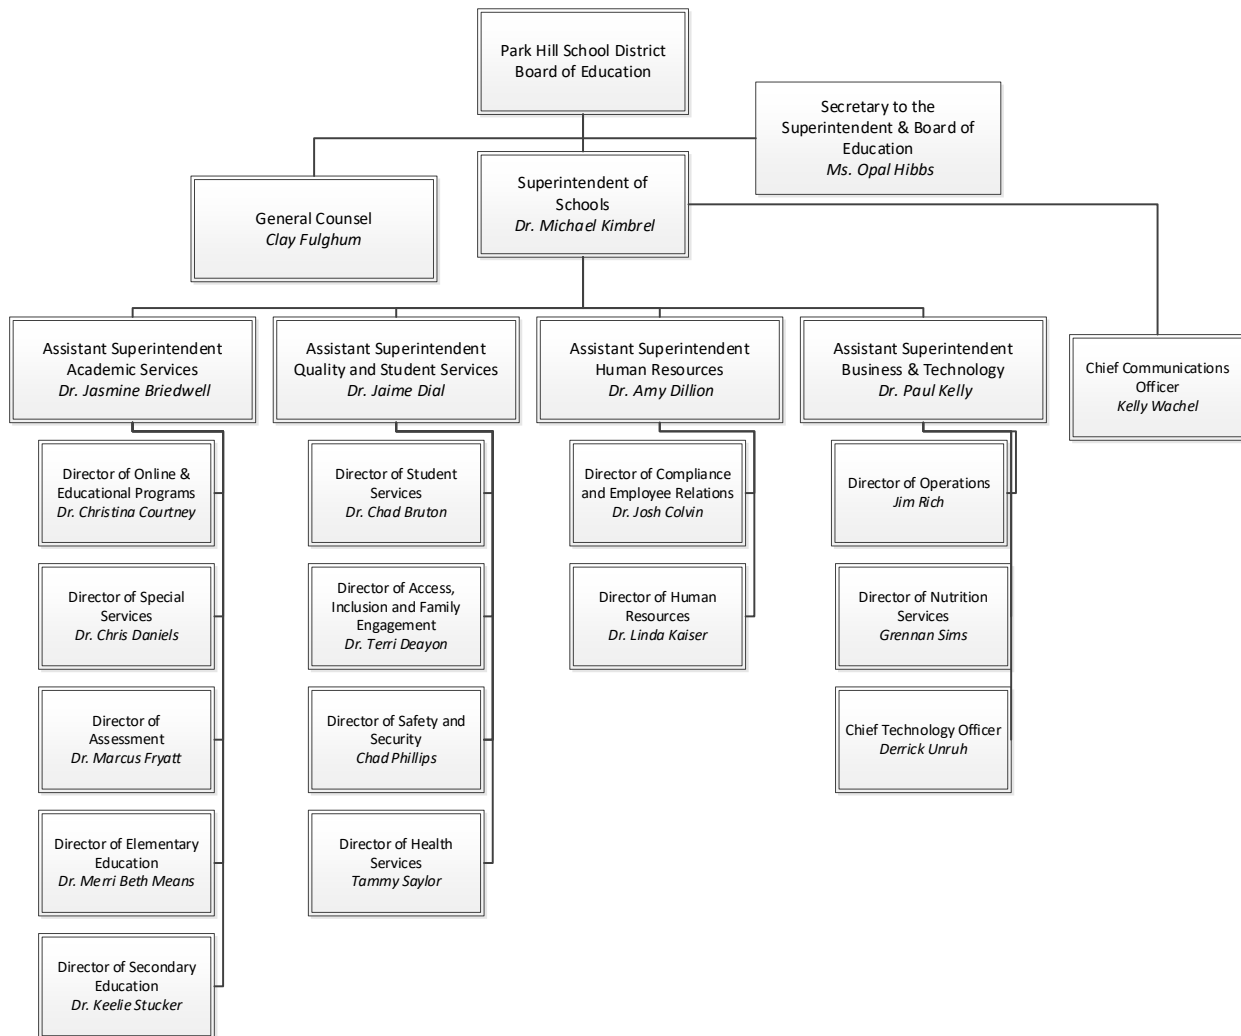 Park Hill School District
Board of Education
Secretary to the
Superintendent & Board of
Education
Ms. Opal Hibbs
Superintendent of
Schools
Dr. Michael Kimbrel
General Counsel
Clay Fulghum
Assistant Superintendent
Academic Services
Dr. Jasmine Briedwell
Assistant Superintendent
Quality and Student Services
Dr. Jaime Dial
Assistant Superintendent
Human Resources
Dr. Amy Dillion
Assistant Superintendent
Business & Technology
Dr. Paul Kelly
Chief Communications
Officer
Kelly Wachel
Director of Online &
Educational Programs
Dr. Christina Courtney
Director of Special
Services
Dr. Chris Daniels
Director of
Assessment
Dr. Marcus Fryatt
Director of Elementary
Education
Dr. Merri Beth Means
Director of Secondary
Education
Dr. Keelie Stucker
Director of Student
Services
Dr. Chad Bruton
Director of Access,
Inclusion and Family
Engagement
Dr. Terri Deayon
Director of Safety and
Security
Chad Phillips
Director of Health
Services
Tammy Saylor
Director of Compliance
and Employee Relations
Dr. Josh Colvin
Director of Human
Resources
Dr. Linda Kaiser
Director of Operations
Jim Rich
Director of Nutrition
Services
Grennan Sims
Chief Technology Officer
Derrick Unruh